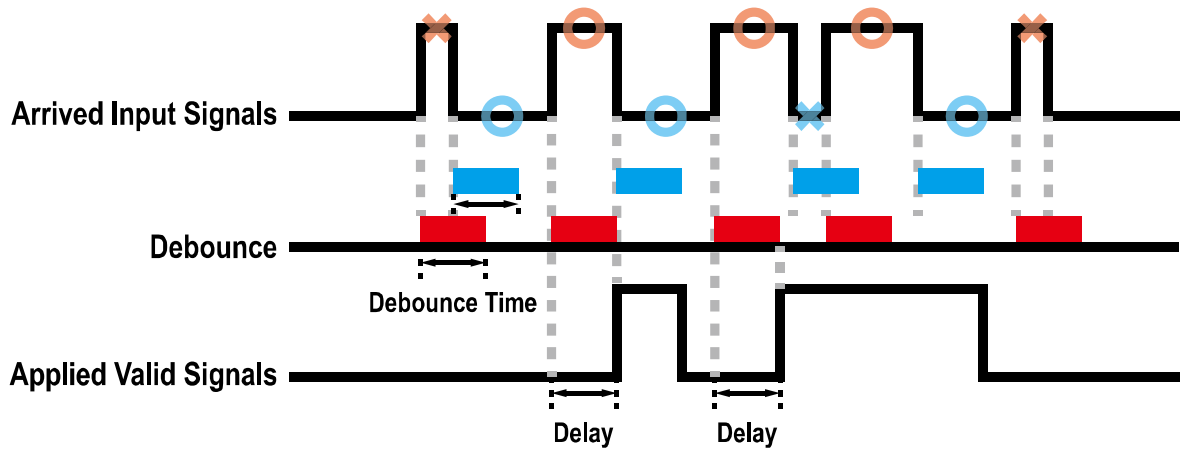 Arrived Input Signals
Debounce
Debounce Time
Applied Valid Signals
Delay
Delay